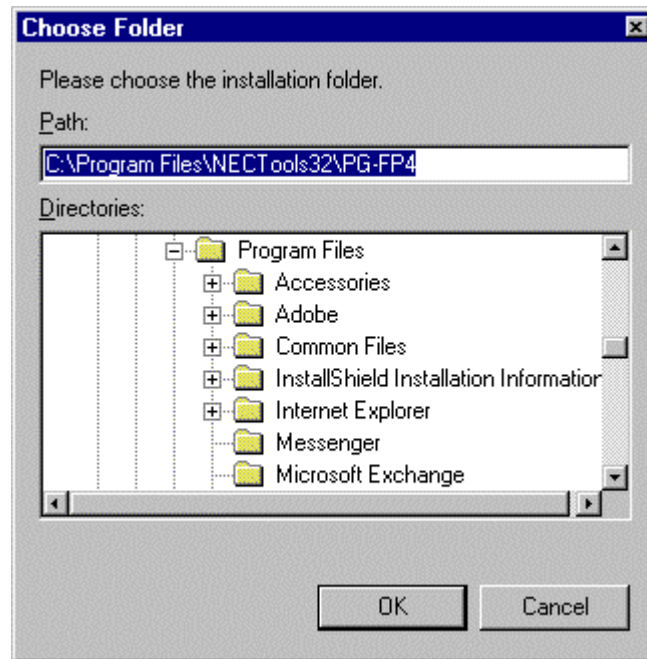 Choose Folder
Please choose the installation folder.
Path:
C:\Program Files\NECTools32\PG-FP4
Directories:
Program Files
Accessories
Adobe
Common Files
InstallShield Installation Information
Internet Explorer
Messenger
Microsoft Exchange
OK Cancel